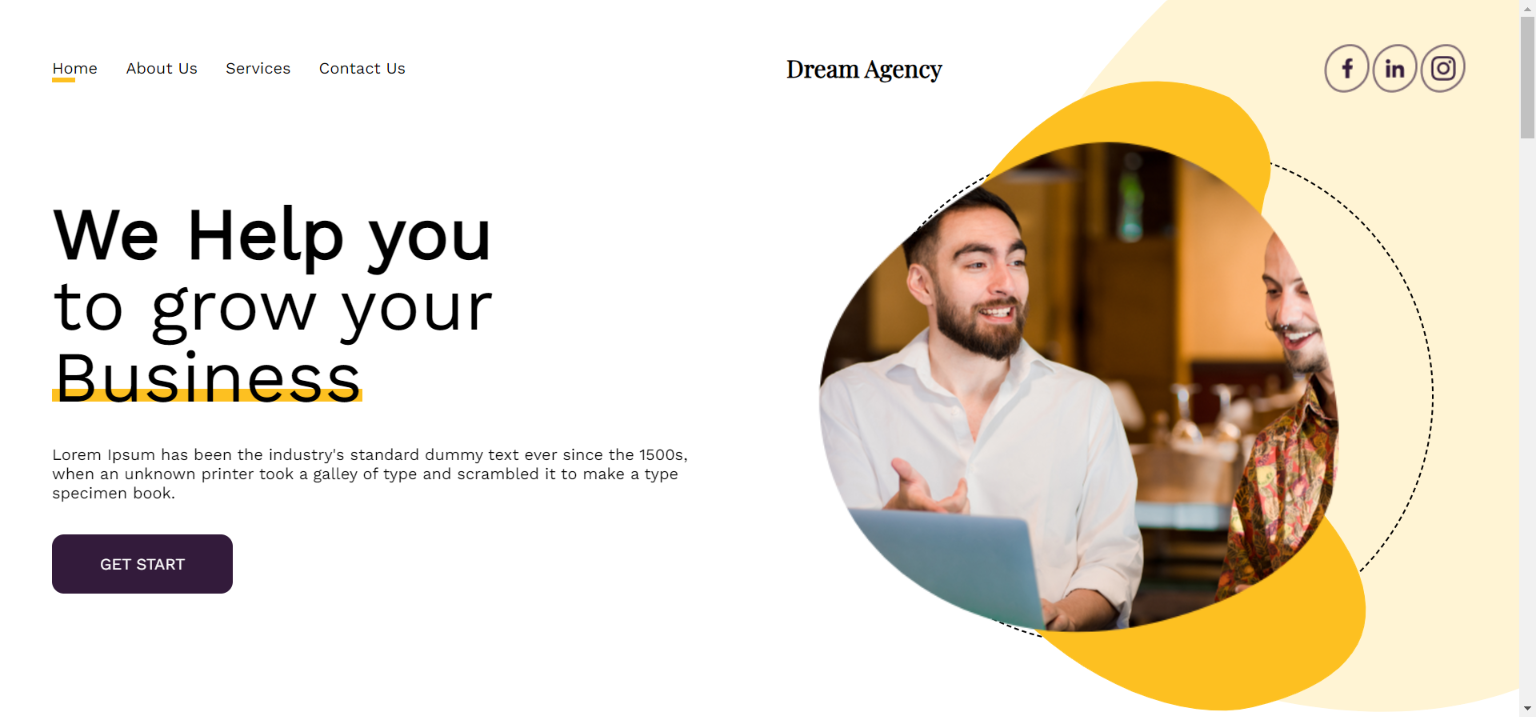 Home About Us Services Contact Us Dream Agency
We Help you
to grow your
Business
Lorem Ipsum has been the industry's standard dummy text ever since the 1500s,
when an unknown printer took a galley of type and scrambled it to make a type
specimen book.
GET START